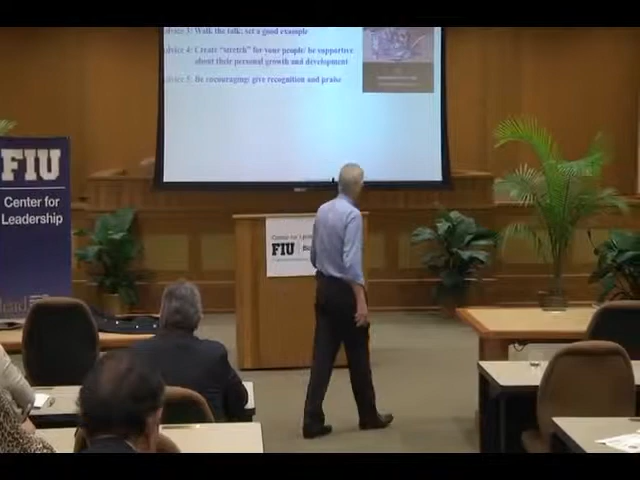 dvice 3: Walk the talk: set a good example
dvice 4: Create "stretch" for your people/ be supportive
about their personal growth and development
dvice 5: Be encouraging: give recognition and praise
FIU
Center for
Leadership
lead
FIU